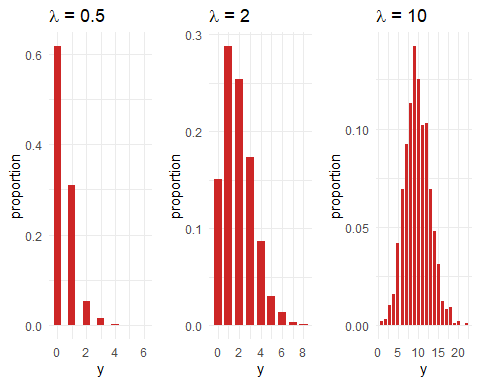 λ = 0.5
proportion
0.6
0.4
0.2
0.0
0 2 4 6
y
λ = 2
proportion
0.3
0.2
0.1
0.0
0 2 4 6 8
y
λ = 10
proportion
0.10
0.05
0.00
0 5 10 15 20
y